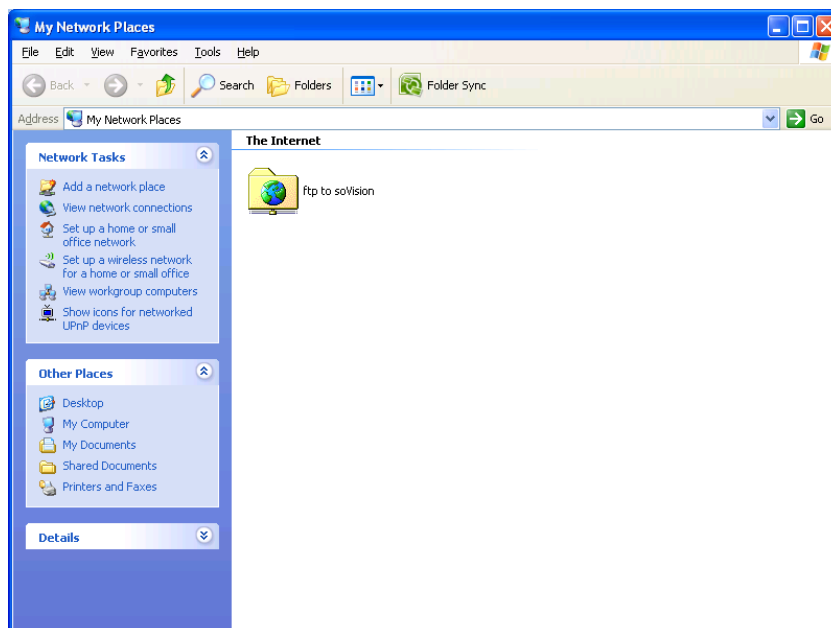 My Network Places
File Edit View Favorites Tools Help
Back Search Folders Folder Sync
Address My Network Places Go
Network Tasks
Add a network place
View network connections
Set up a home or small
office network
Set up a wireless network
for a home or small office
View workgroup computers
Show icons for networked
UPnP devices
Other Places
Desktop
My Computer
My Documents
Shared Documents
Printers and Faxes
Details
The Internet
ftp to soVision